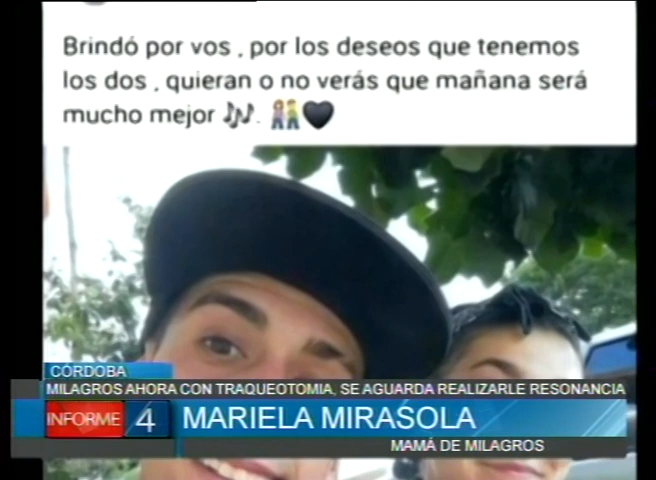 Brindó por vos , por los deseos que tenemos
los dos , quieran o no verás que mañana será
mucho mejor 🎶. 👫🖤
CÓRDOBA
MILAGROS AHORA CON TRAQUEOTOMIA, SE AGUARDA REALIZARLE RESONANCIA
INFORME 4 MARIELA MIRASOLA
MAMÁ DE MILAGROS